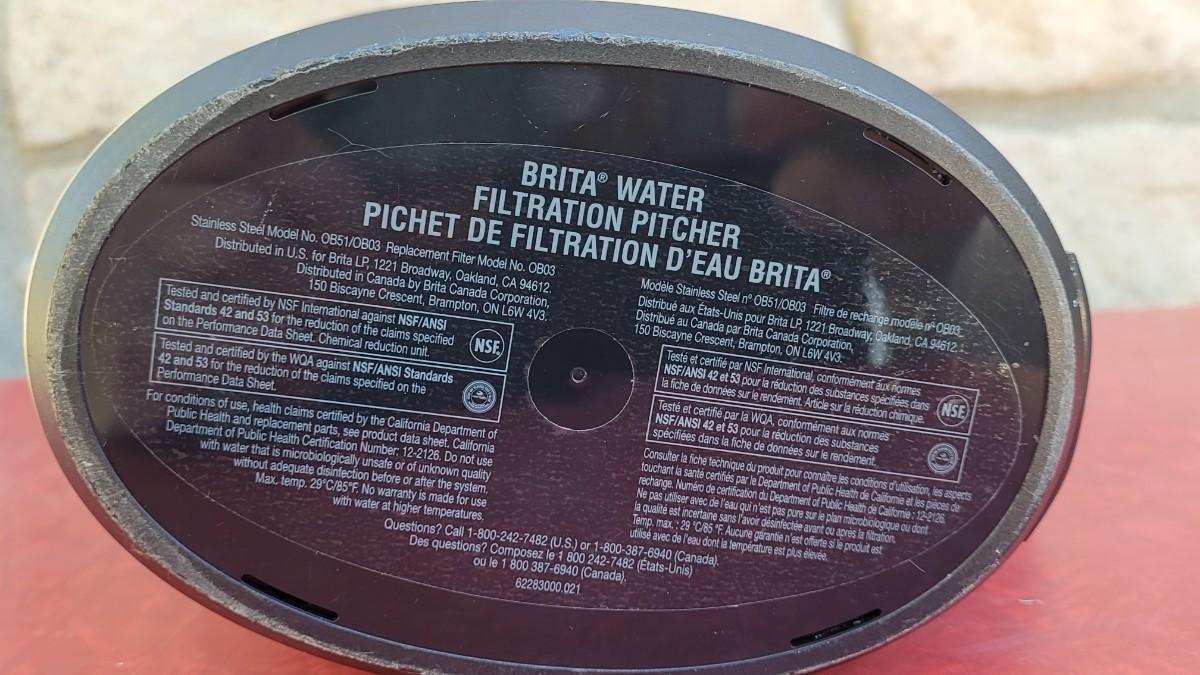 BRITA® WATER
FILTRATION PITCHER
PICHET DE FILTRATION D'EAU BRITA®
Stainless Steel Model No. OB51/OB03 Replacement Filter Model No. OB03
Distributed in U.S. for Brita LP, 1221 Broadway, Oakland, CA 94612.
Distributed in Canada by Brita Canada Corporation,
150 Biscayne Crescent, Brampton, ON L6W 4V3.
Tested and certified by NSF International against NSF/ANSI
Standards 42 and 53 for the reduction of the claims specified
on the Performance Data Sheet. Chemical reduction unit.
NSF
Tested and certified by the WQA against NSF/ANSI Standards
42 and 53 for the reduction of the claims specified on the
Performance Data Sheet.
For conditions of use, health claims certified by the California Department of
Public Health and replacement parts, see product data sheet. California
Department of Public Health Certification Number: 12-2126. Do not use
with water that is microbiologically unsafe or of unknown quality
without adequate disinfection before or after the system.
Max. temp. 29°C/85°F. No warranty is made for use
with water at higher temperatures.
Modèle Stainless Steel n° OB51/OB03 Filtre de rechange modèle n° OB03
Distribué aux États-Unis pour Brita LP, 1221 Broadway, Oakland, CA 94612.
Distribué au Canada par Brita Canada Corporation,
150 Biscayne Crescent, Brampton, ON L6W 4V3.
Testé et certifié par NSF International, conformément aux normes
NSF/ANSI 42 et 53 pour la réduction des substances spécifiées dans
la fiche de données sur le rendement. Article sur la réduction chimique.
NSF
Testé et certifié par la WQA, conformément aux normes
NSF/ANSI 42 et 53 pour la réduction des substances
spécifiées dans la fiche de données sur le rendement.
Consulter la fiche technique du produit pour connaître les conditions d'utilisation, les aspects
touchant la santé certifiés par le Department of Public Health de Californie et les pièces de
rechange. Numéro de certification du Department of Public Health de Californie : 12-2126.
Ne pas utiliser avec de l'eau qui n'est pas pure sur le plan microbiologique ou dont
la qualité est incertaine sans l'avoir désinfectée avant ou après la filtration.
Temp. max. : 29 °C/85 °F. Aucune garantie n'est offerte si le produit est
utilisé avec de l'eau dont la température est plus élevée.
Questions? Call 1-800-242-7482 (U.S.) or 1-800-387-6940 (Canada).
Des questions? Composez le 1 800 242-7482 (États-Unis)
ou le 1 800 387-6940 (Canada).
62283000.021